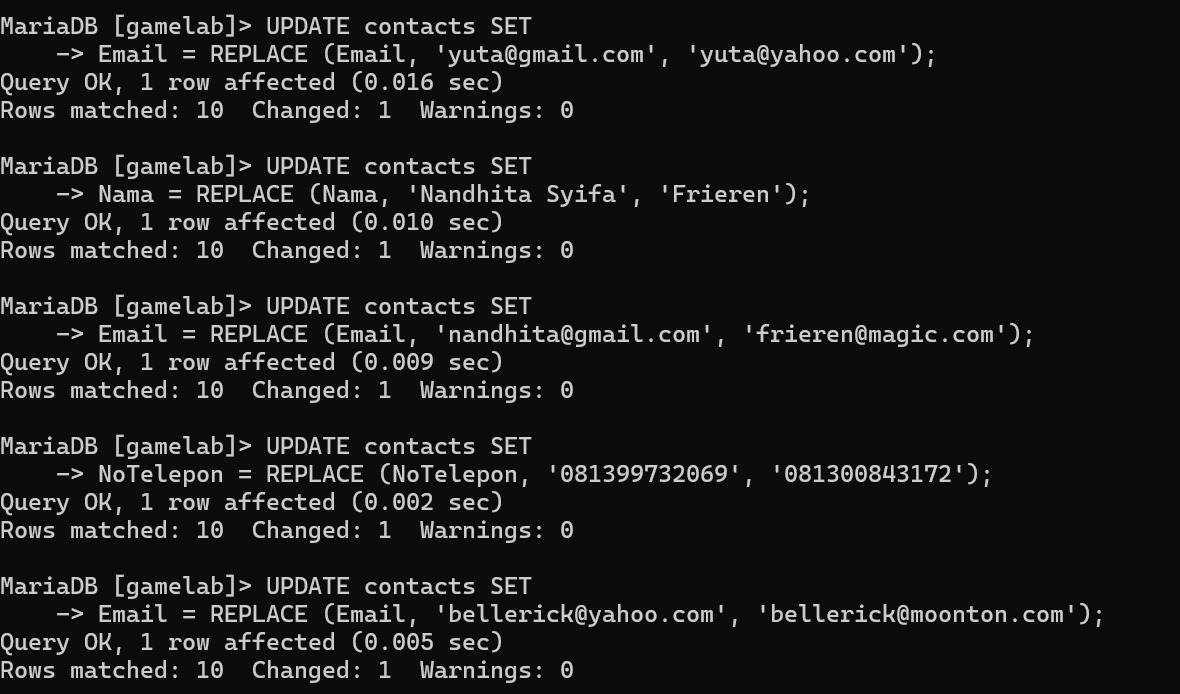 MariaDB [gamelab]> UPDATE contacts SET
    -> Email = REPLACE (Email, 'yuta@gmail.com', 'yuta@yahoo.com');
Query OK, 1 row affected (0.016 sec)
Rows matched: 10  Changed: 1  Warnings: 0

MariaDB [gamelab]> UPDATE contacts SET
    -> Nama = REPLACE (Nama, 'Nandhita Syifa', 'Frieren');
Query OK, 1 row affected (0.010 sec)
Rows matched: 10  Changed: 1  Warnings: 0

MariaDB [gamelab]> UPDATE contacts SET
    -> Email = REPLACE (Email, 'nandhita@gmail.com', 'frieren@magic.com');
Query OK, 1 row affected (0.009 sec)
Rows matched: 10  Changed: 1  Warnings: 0

MariaDB [gamelab]> UPDATE contacts SET
    -> NoTelepon = REPLACE (NoTelepon, '081399732069', '081300843172');
Query OK, 1 row affected (0.002 sec)
Rows matched: 10  Changed: 1  Warnings: 0

MariaDB [gamelab]> UPDATE contacts SET
    -> Email = REPLACE (Email, 'bellerick@yahoo.com', 'bellerick@moonton.com');
Query OK, 1 row affected (0.005 sec)
Rows matched: 10  Changed: 1  Warnings: 0